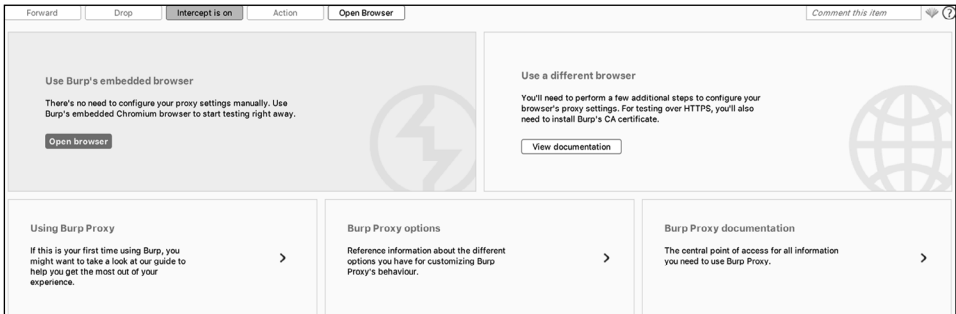 Forward Drop Intercept is on Action Open Browser Comment this item ?
Use Burp's embedded browser
There's no need to configure your proxy settings manually. Use
Burp's embedded Chromium browser to start testing right away.
Open browser
Use a different browser
You'll need to perform a few additional steps to configure your
browser's proxy settings. For testing over HTTPS, you'll also
need to install Burp's CA certificate.
View documentation
Using Burp Proxy
If this is your first time using Burp, you
might want to take a look at our guide to
help you get the most out of your
experience.
Burp Proxy options
Reference information about the different
options you have for customizing Burp
Proxy's behaviour.
Burp Proxy documentation
The central point of access for all information
you need to use Burp Proxy.